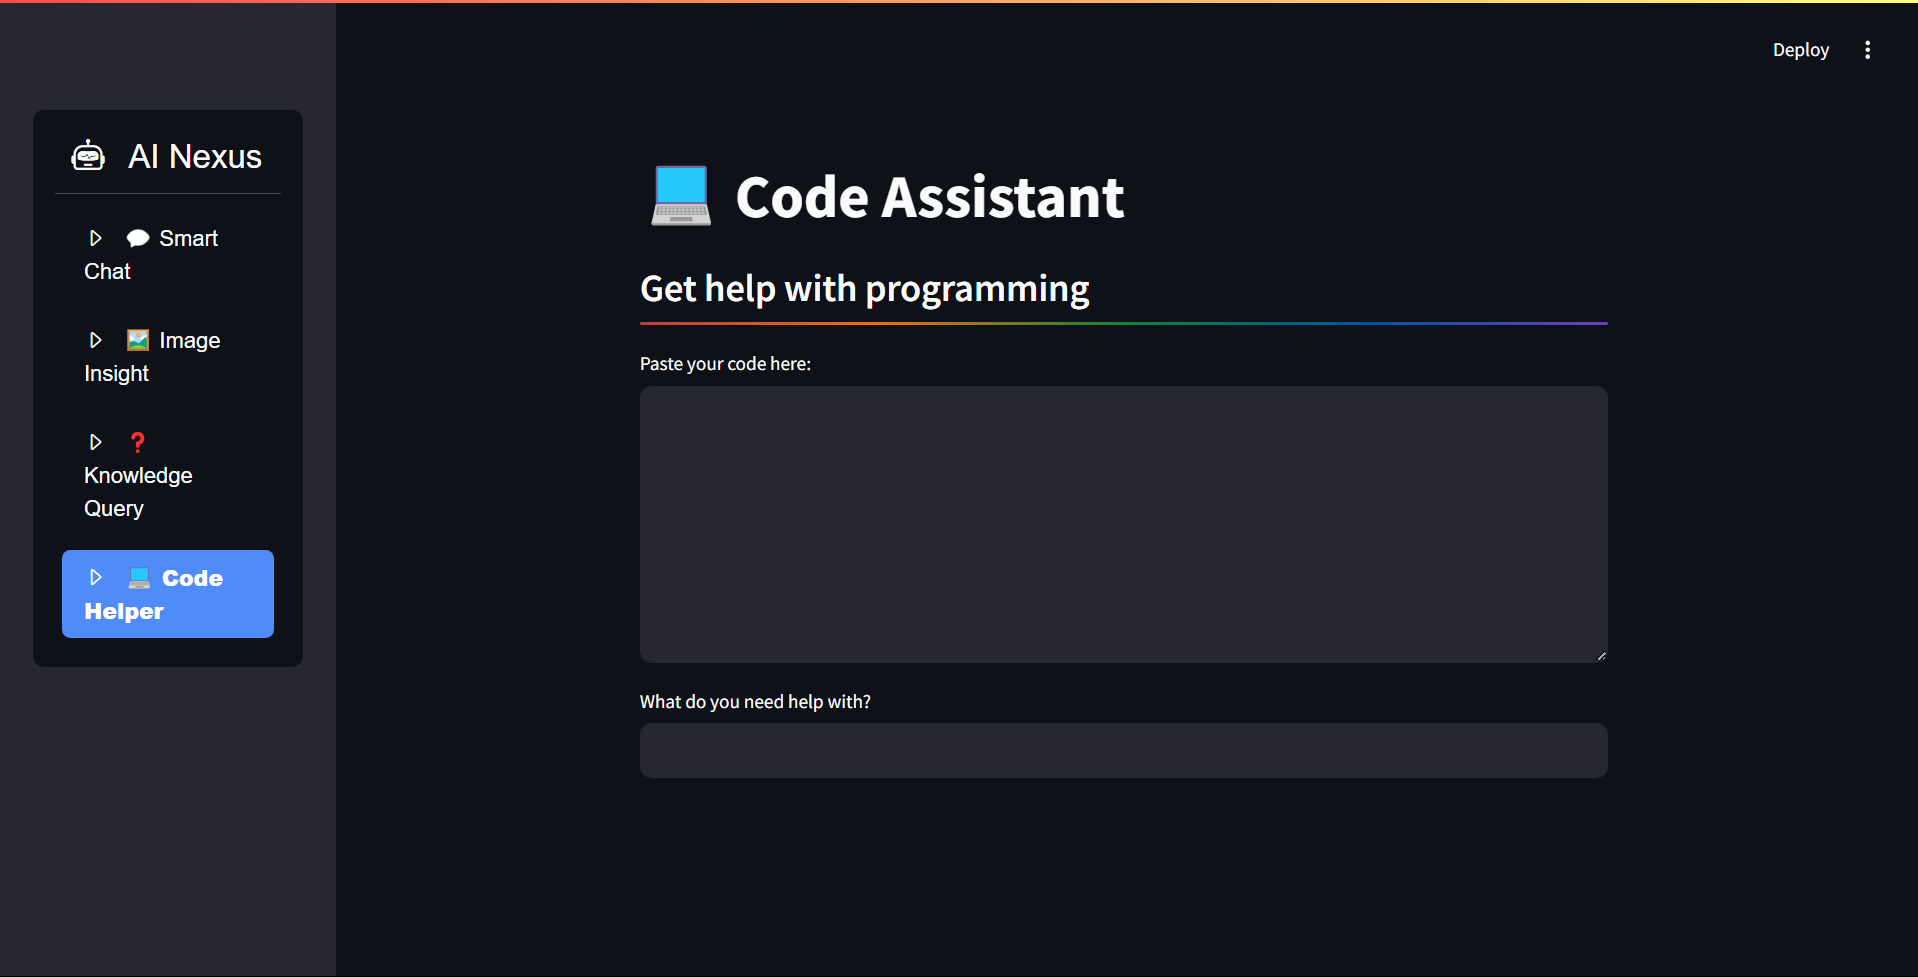 Deploy
AI Nexus
💬 Smart
Chat
🖼️ Image
Insight
❓
Knowledge
Query
💻 Code
Helper
💻 Code Assistant
Get help with programming
Paste your code here:
What do you need help with?